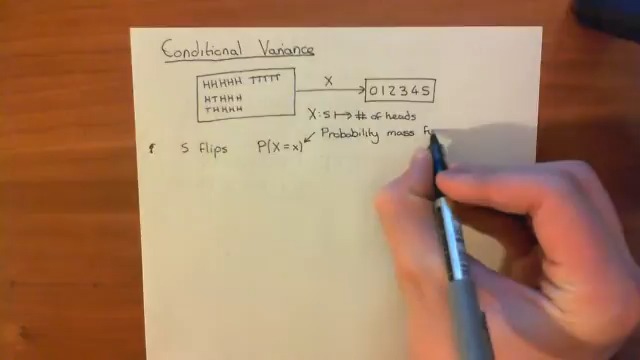 Conditional Variance
HHHHH TTTTT
HTHHH
THHHH
X
012345
X: S ↦ # of heads
Probability mass f
5 flips P(X=x)